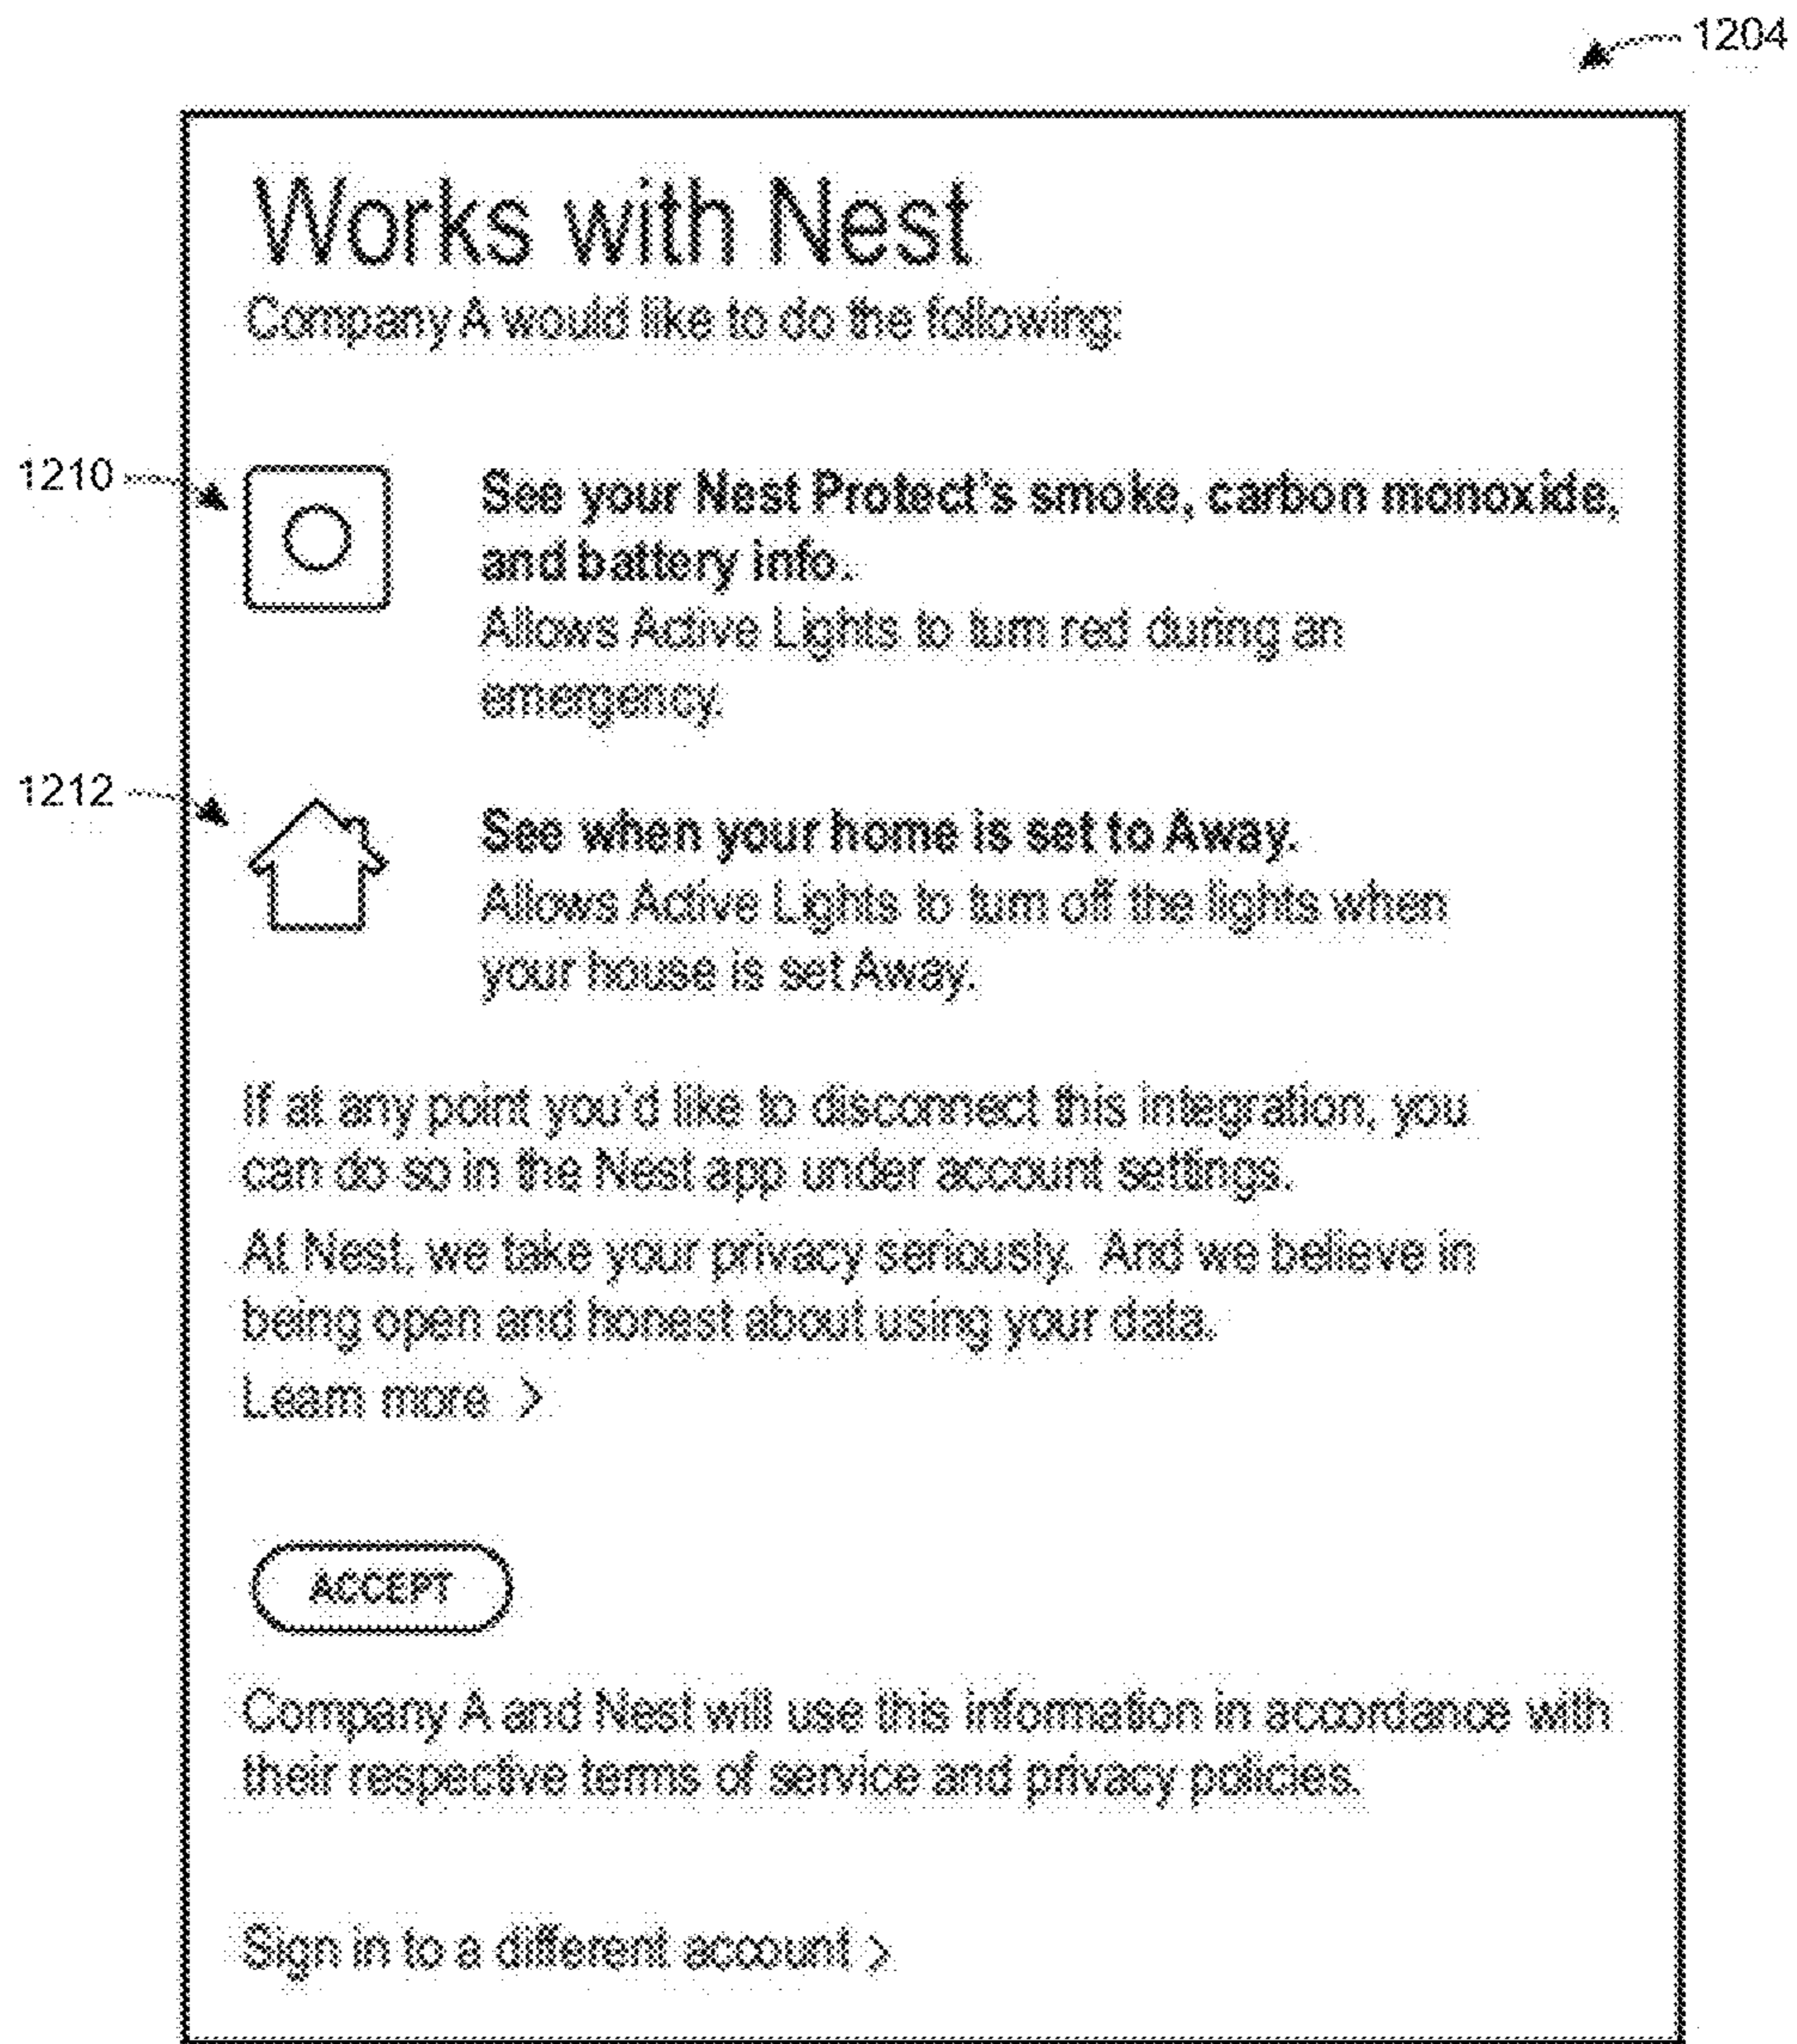 1204
Works with Nest
Company A would like to do the following:
1210
See your Nest Protect's smoke, carbon monoxide,
and battery info.
Allows Active Lights to turn red during an
emergency.
1212
See when your home is set to Away.
Allows Active Lights to turn off the lights when
your house is set Away.
If at any point you'd like to disconnect this integration, you
can do so in the Nest app under account settings.
At Nest, we take your privacy seriously. And we believe in
being open and honest about using your data.
Learn more >
ACCEPT
Company A and Nest will use this information in accordance with
their respective terms of service and privacy policies.
Sign in to a different account >